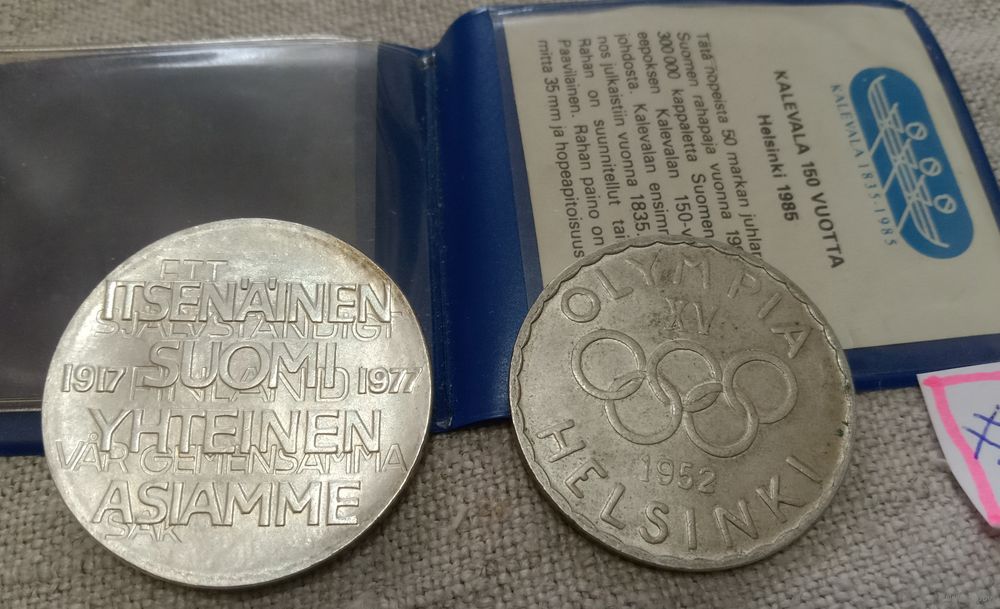 ETT
ITSENÄINEN
SJÄLVSTÄNDIGT
SUOMI
1917 FINLAND 1977
YHTEINEN
VÅR GEMENSAMMA
ASIAMME
SAK
OLYMPIA
XV
1952
HELSINKI
KALEVALA 1835-1985
KALEVALA 150 VUOTTA
Helsinki 1985
Tätä hopeista 50 markan juhlar
Suomen rahapaja vuonna 19
300 000 kappaletta Suomen
eepoksen Kalevalan 150-v
johdosta. Kalevalan ensimm
nos julkaistiin vuonna 1835.
Rahan on suunnitellut tai
Paavilainen. Rahan paino on
mitta 35 mm ja hopeapitoisuus